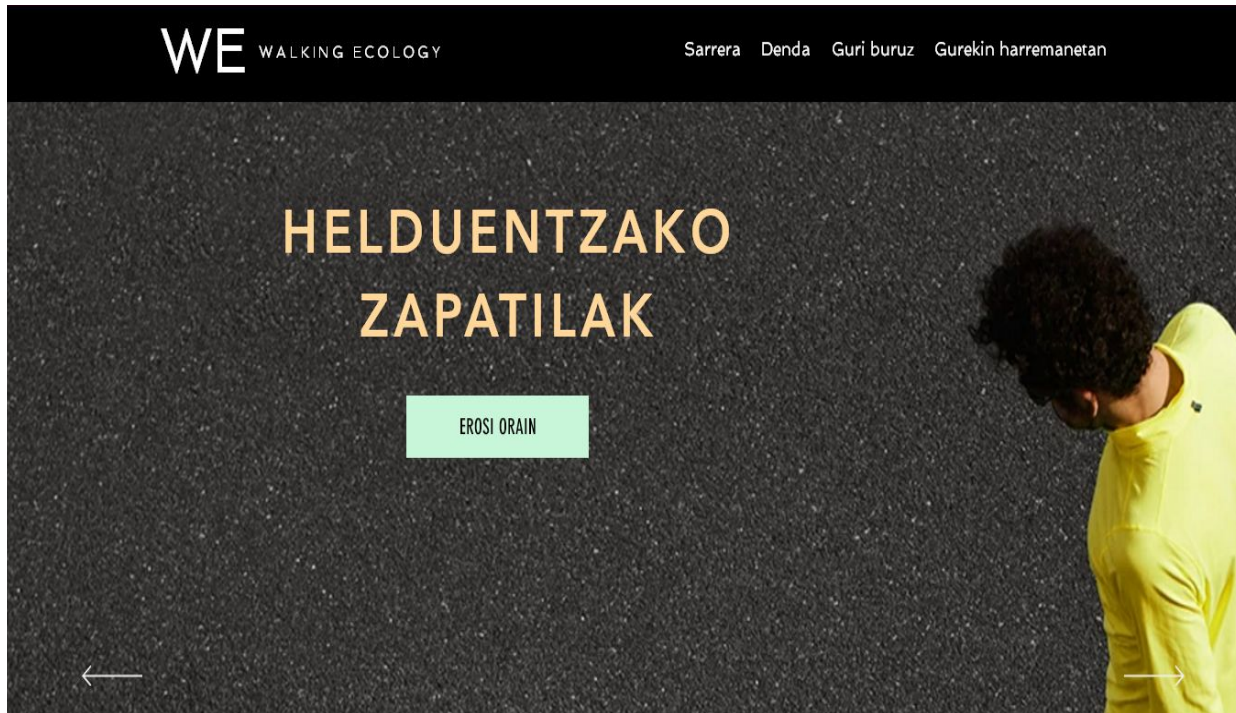 WE WALKING ECOLOGY
Sarrera Denda Guri buruz Gurekin harremanetan
HELDUENTZAKO
ZAPATILAK
EROSI ORAIN